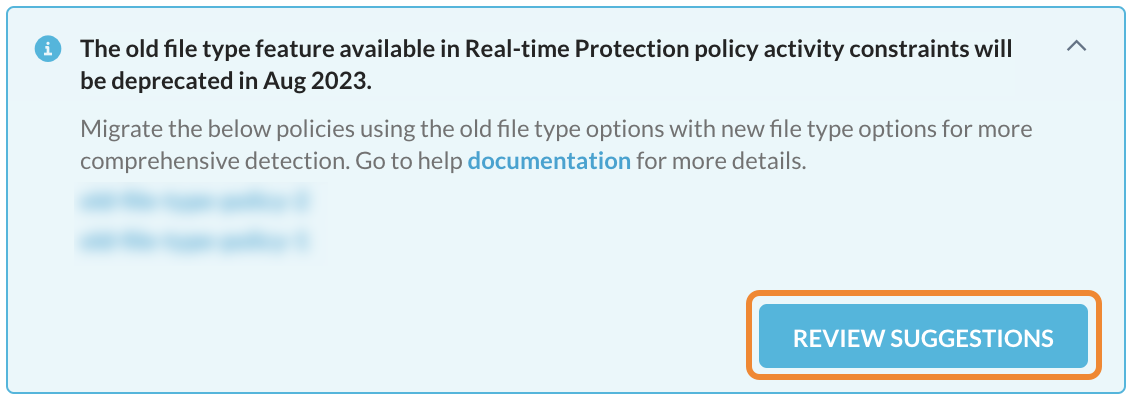 The old file type feature available in Real-time Protection policy activity constraints will
be deprecated in Aug 2023.
Migrate the below policies using the old file type options with new file type options for more
comprehensive detection. Go to help documentation for more details.
REVIEW SUGGESTIONS